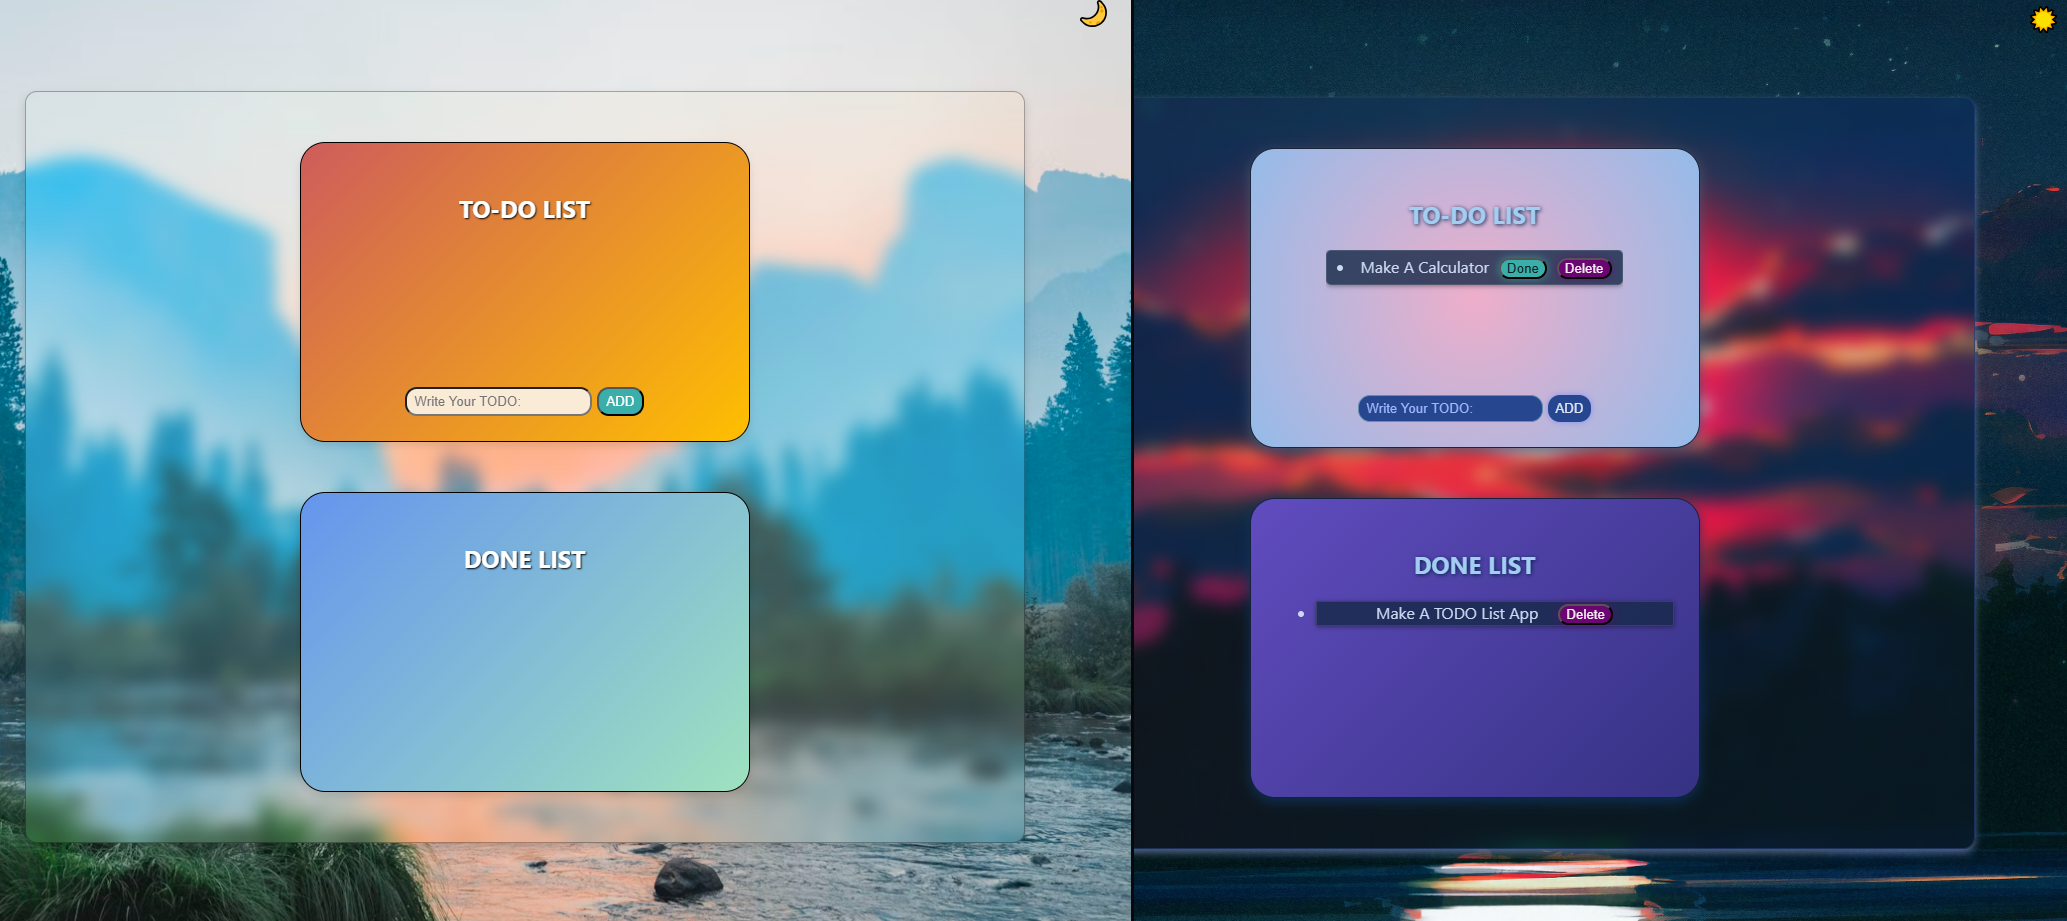 TO-DO LIST
Write Your TODO:
ADD
DONE LIST
TO-DO LIST
• Make A Calculator Done Delete
Write Your TODO:
ADD
DONE LIST
• Make A TODO List App Delete